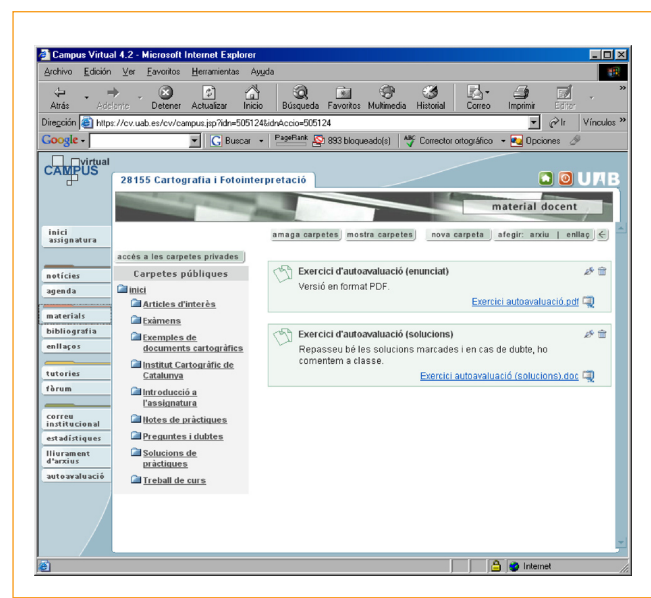 Campus Virtual 4.2 - Microsoft Internet Explorer
Archivo Edición Ver Favoritos Herramientas Ayuda
Atrás Adelante Detener Actualizar Inicio Búsqueda Favoritos Multimedia Historial Correo Imprimir Editar
Dirección https://cv.uab.es/cv/campus.jsp?idn=505124&idnAccio=505124 Ir Vínculos
Google Buscar PageRank 893 bloqueado(s) Corrector ortográfico Opciones
virtual
CAMPUS
28155 Cartografia i Fotointerpretació
UAB
material docent
amaga carpetes mostra carpetes nova carpeta afegir: arxiu | enllaç
inici
assignatura
notícies
agenda
materials
bibliografia
enllaços
tutories
fòrum
correu
institucional
estadístiques
lliurament
d'arxius
autoavaluació
accés a les carpetes privades
Carpetes públiques
inici
Articles d'interès
Exàmens
Exemples de
documents cartogràfics
Institut Cartogràfic de
Catalunya
Introducció a
l'assignatura
Notes de pràctiques
Preguntes i dubtes
Solucions de
pràctiques
Treball de curs
Exercici d'autoavaluació (enunciat)
Versió en format PDF.
Exercici autoavaluació.pdf
Exercici d'autoavaluació (solucions)
Repasseu bé les solucions marcades i en cas de dubte, ho
comentem a classe.
Exercici autoavaluació (solucions).doc
Internet